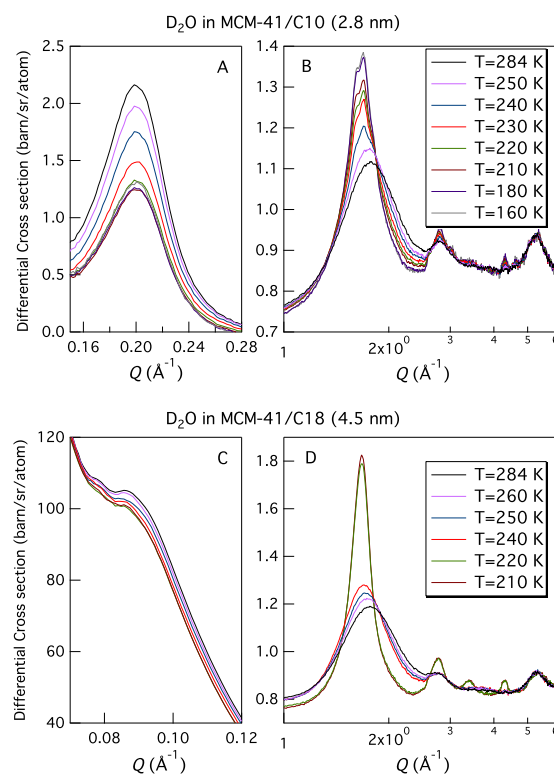 D₂O in MCM-41/C10 (2.8 nm)
Differential Cross section (barn/sr/atom)
2.5
2.0
1.5
1.0
0.5
0.0
A
0.16
0.20
0.24
0.28
Q (Å⁻¹)
1.4
1.3
1.2
1.1
1.0
0.9
0.8
0.7
B
T=284 K
T=250 K
T=240 K
T=230 K
T=220 K
T=210 K
T=180 K
T=160 K
1
2x10⁰
3
4
5
6
Q (Å⁻¹)
D₂O in MCM-41/C18 (4.5 nm)
Differential Cross section (barn/sr/atom)
120
100
80
60
40
C
0.08
0.10
0.12
Q (Å⁻¹)
1.8
1.6
1.4
1.2
1.0
0.8
D
T=284 K
T=260 K
T=250 K
T=240 K
T=220 K
T=210 K
1
2x10⁰
3
4
5
6
Q (Å⁻¹)